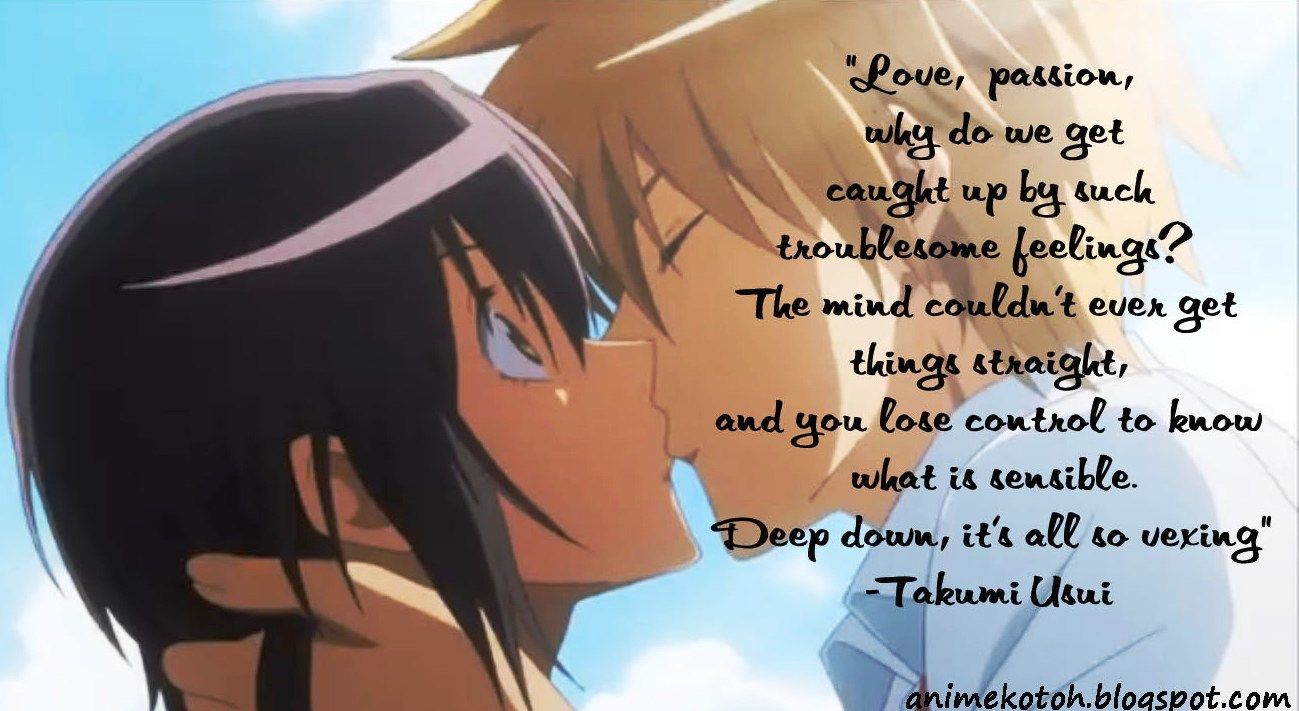 "Love, passion,
why do we get
caught up by such
troublesome feelings?
The mind couldn't ever get
things straight,
and you lose control to know
what is sensible.
Deep down, it's all so vexing"
-Takumi Usui
animekotoh.blogspot.com